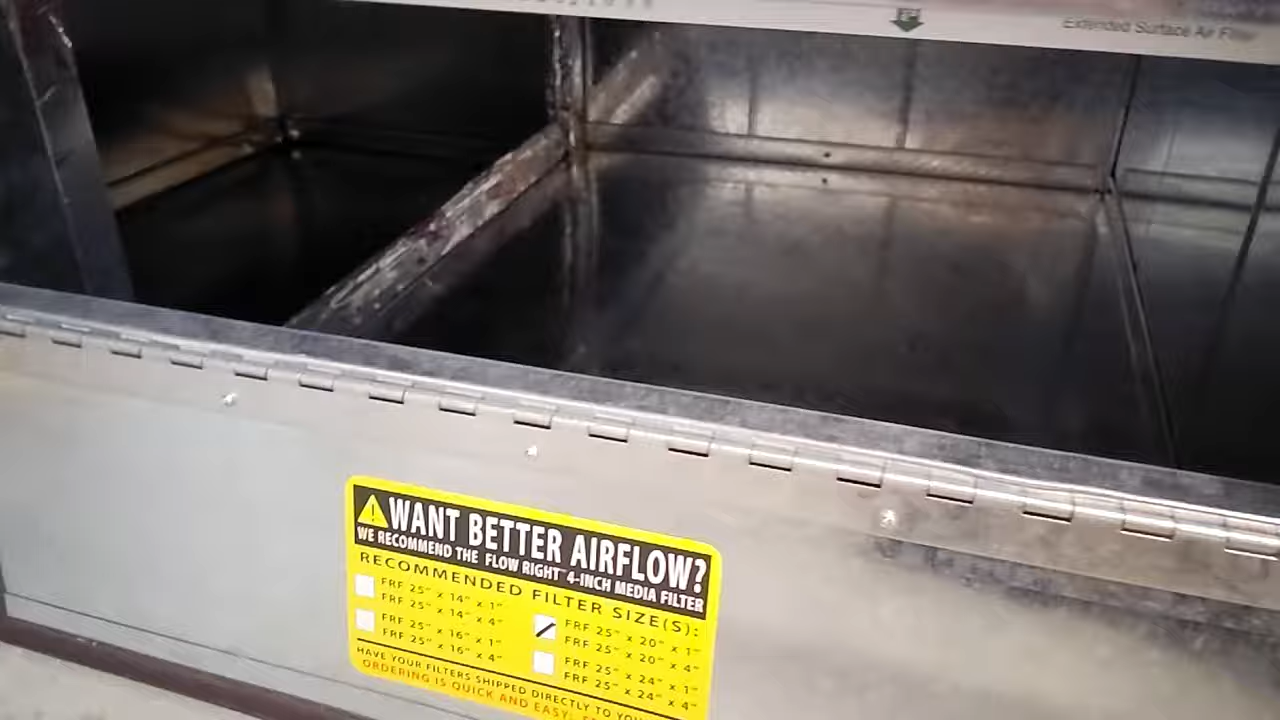 Extended Surface Air Filter
WANT BETTER AIRFLOW?
WE RECOMMEND THE FLOW RIGHT 4-INCH MEDIA FILTER
RECOMMENDED FILTER SIZE(S):
FRF 25" x 14" x 1"
FRF 25" x 14" x 4"
FRF 25" x 16" x 1"
FRF 25" x 16" x 4"
FRF 25" x 20" x 1"
FRF 25" x 20" x 4"
FRF 25" x 24" x 1"
FRF 25" x 24" x 4"
HAVE YOUR FILTERS SHIPPED DIRECTLY TO YOU
ORDERING IS QUICK AND EASY: